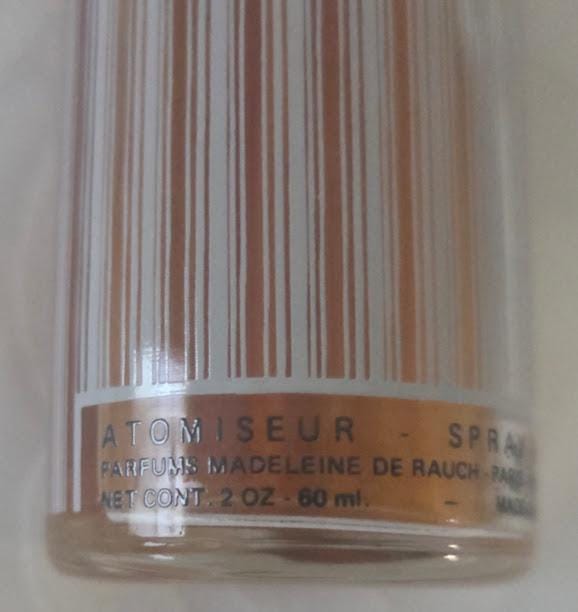 ATOMISEUR - SPRAY
PARFUMS MADELEINE DE RAUCH - PARIS
NET CONT. 2 OZ - 60 ml. -